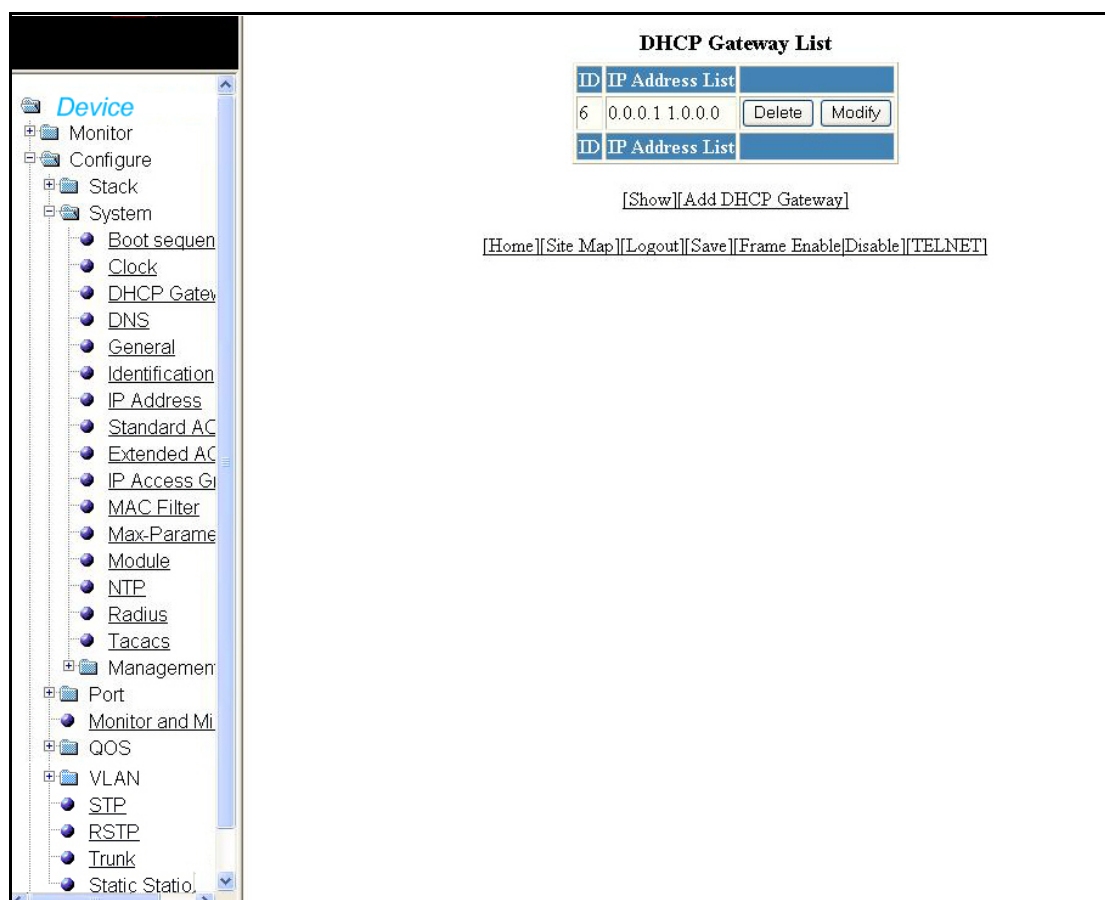 Device
Monitor
Configure
Stack
System
Boot sequen
Clock
DHCP Gatew
DNS
General
Identification
IP Address
Standard AC
Extended AC
IP Access Gr
MAC Filter
Max-Parame
Module
NTP
Radius
Tacacs
Managemen
Port
Monitor and Mi
QOS
VLAN
STP
RSTP
Trunk
Static Statio
DHCP Gateway List
ID IP Address List
6 0.0.0.1 1.0.0.0 Delete Modify
ID IP Address List
[Show][Add DHCP Gateway]
[Home][Site Map][Logout][Save][Frame Enable|Disable][TELNET]